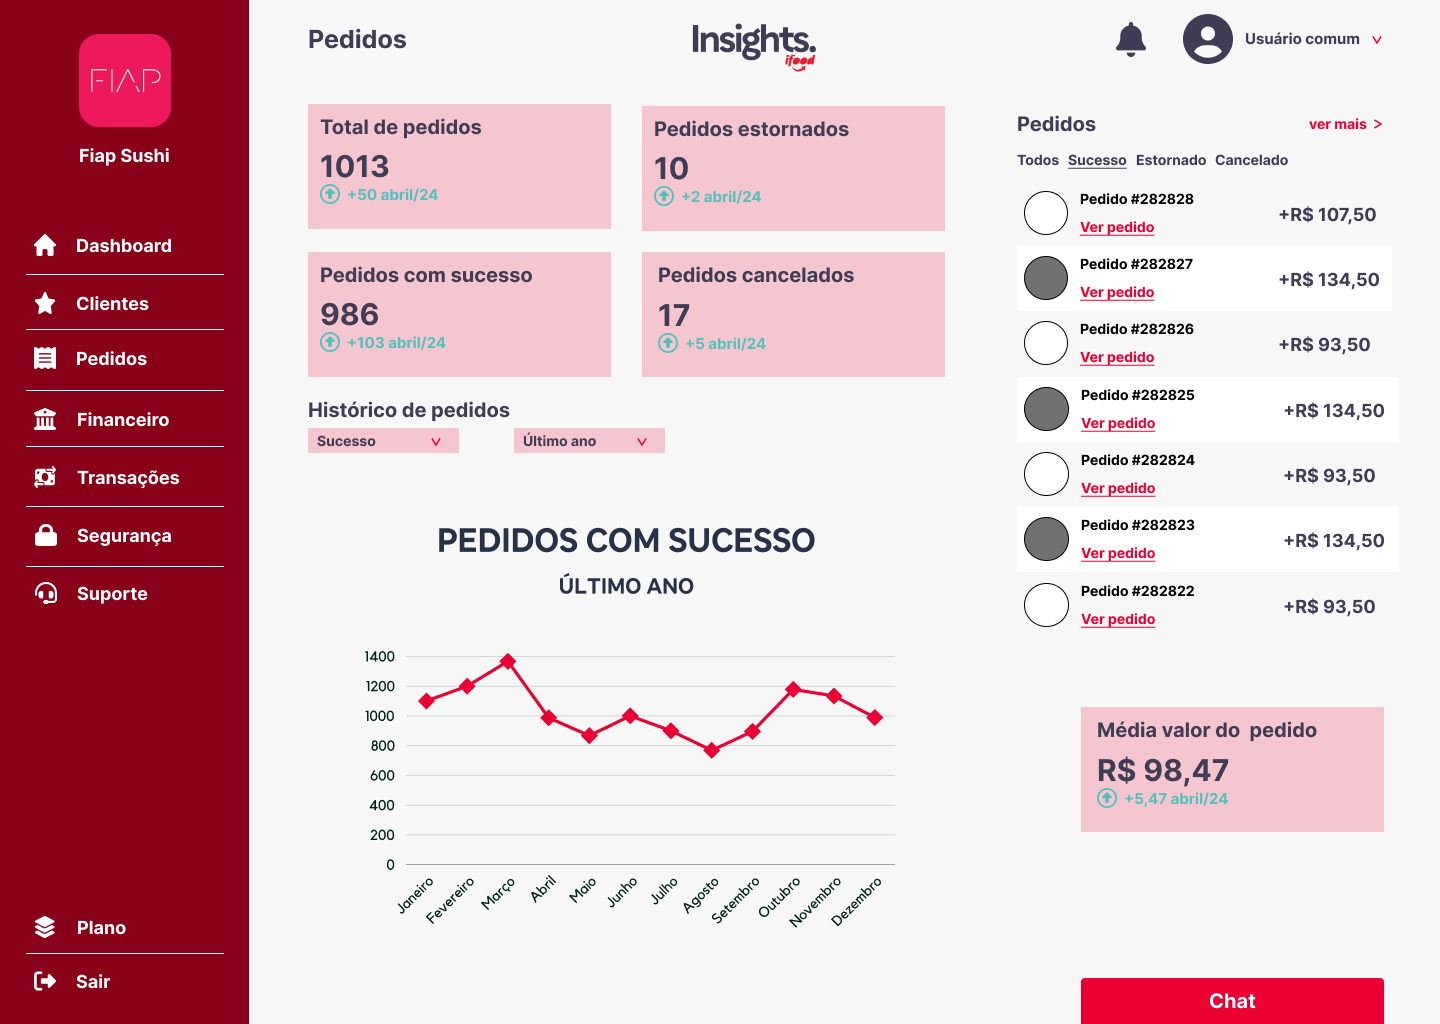 FIAP
Fiap Sushi
Dashboard
Clientes
Pedidos
Financeiro
Transações
Segurança
Suporte
Plano
Sair
Pedidos
Insights.
ifood
Usuário comum
Total de pedidos
1013
+50 abril/24
Pedidos estornados
10
+2 abril/24
Pedidos com sucesso
986
+103 abril/24
Pedidos cancelados
17
+5 abril/24
Histórico de pedidos
Sucesso
Último ano
PEDIDOS COM SUCESSO
ÚLTIMO ANO
1400
1200
1000
800
600
400
200
0
Janeiro
Fevereiro
Março
Abril
Maio
Junho
Julho
Agosto
Setembro
Outubro
Novembro
Dezembro
Pedidos
ver mais >
Todos Sucesso Estornado Cancelado
Pedido #282828
Ver pedido
+R$ 107,50
Pedido #282827
Ver pedido
+R$ 134,50
Pedido #282826
Ver pedido
+R$ 93,50
Pedido #282825
Ver pedido
+R$ 134,50
Pedido #282824
Ver pedido
+R$ 93,50
Pedido #282823
Ver pedido
+R$ 134,50
Pedido #282822
Ver pedido
+R$ 93,50
Média valor do pedido
R$ 98,47
+5,47 abril/24
Chat